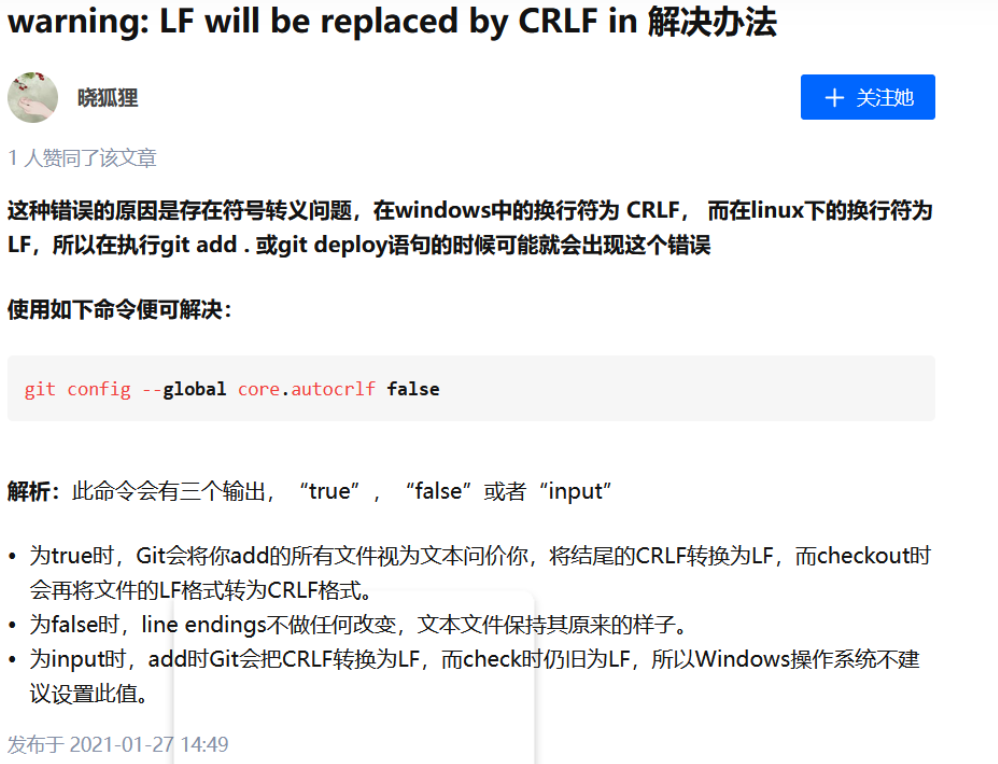 warning: LF will be replaced by CRLF in 解决办法
晓狐狸
+ 关注她
1 人赞同了该文章
这种错误的原因是存在符号转义问题，在windows中的换行符为 CRLF， 而在linux下的换行符为
LF，所以在执行git add . 或git deploy语句的时候可能就会出现这个错误
使用如下命令便可解决：
git config --global core.autocrlf false
解析：此命令会有三个输出，“true”，“false”或者“input”
• 为true时，Git会将你add的所有文件视为文本问价你，将结尾的CRLF转换为LF，而checkout时
会再将文件的LF格式转为CRLF格式。
• 为false时，line endings不做任何改变，文本文件保持其原来的样子。
• 为input时，add时Git会把CRLF转换为LF，而check时仍旧为LF，所以Windows操作系统不建
议设置此值。
发布于 2021-01-27 14:49